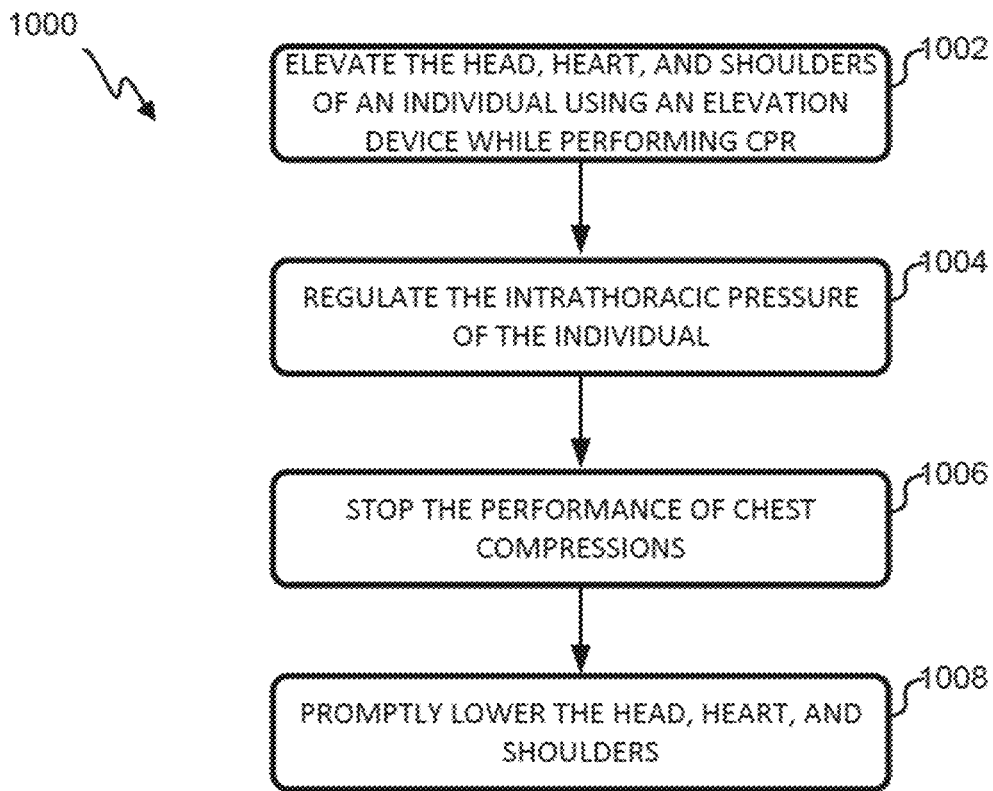 1000
1002
ELEVATE THE HEAD, HEART, AND SHOULDERS
OF AN INDIVIDUAL USING AN ELEVATION
DEVICE WHILE PERFORMING CPR
1004
REGULATE THE INTRATHORACIC PRESSURE
OF THE INDIVIDUAL
1006
STOP THE PERFORMANCE OF CHEST
COMPRESSIONS
1008
PROMPTLY LOWER THE HEAD, HEART, AND
SHOULDERS